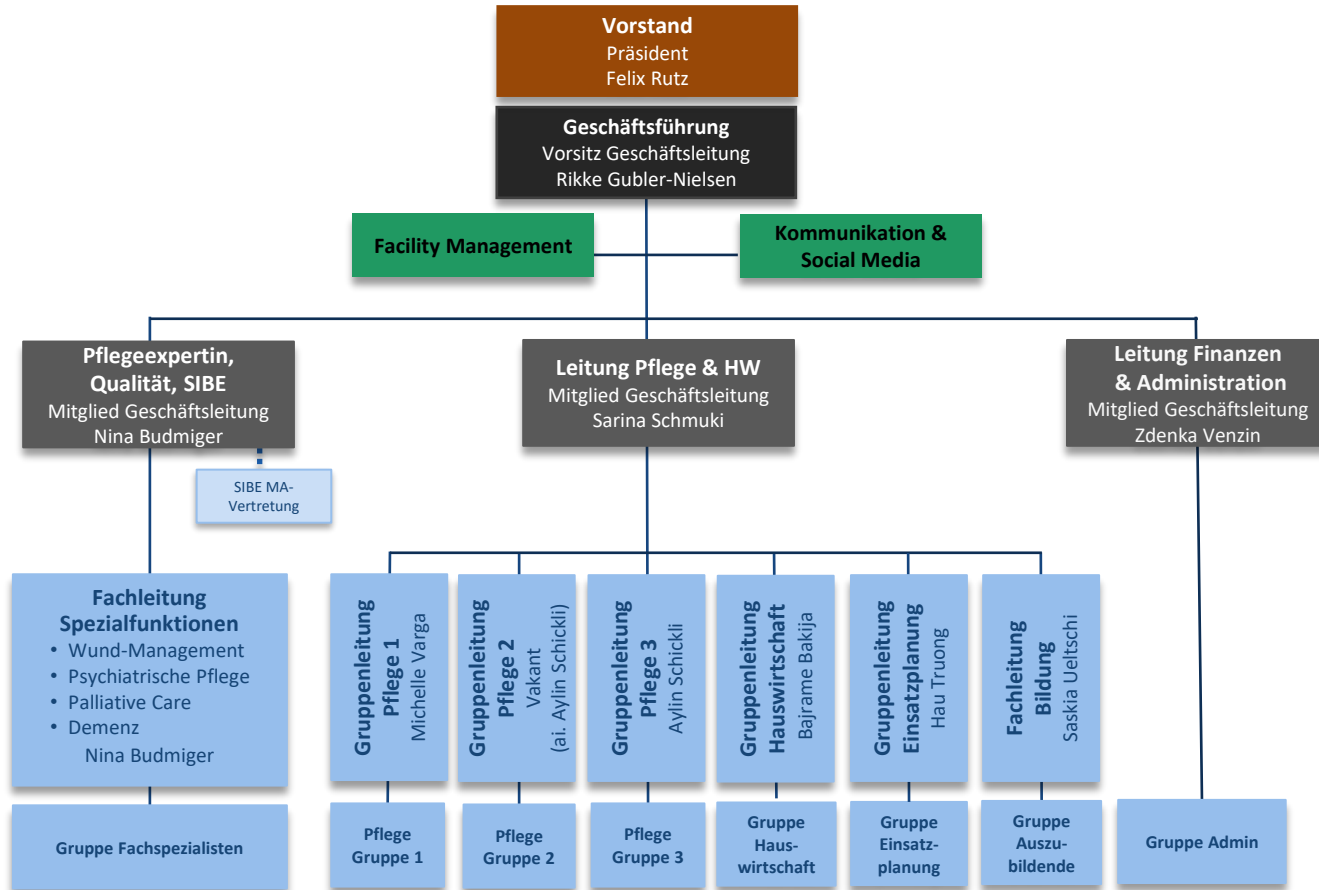 Vorstand
Präsident
Felix Rutz
Geschäftsführung
Vorsitz Geschäftsleitung
Rikke Gubler-Nielsen
Facility Management
Kommunikation &
Social Media
Pflegeexpertin,
Qualität, SIBE
Mitglied Geschäftsleitung
Nina Budmiger
Leitung Pflege & HW
Mitglied Geschäftsleitung
Sarina Schmuki
Leitung Finanzen
& Administration
Mitglied Geschäftsleitung
Zdenka Venzin
SIBE MA-
Vertretung
Fachleitung
Spezialfunktionen
• Wund-Management
• Psychiatrische Pflege
• Palliative Care
• Demenz
Nina Budmiger
Gruppenleitung
Pflege 1
Michelle Varga
Gruppenleitung
Pflege 2
Vakant
(ai. Aylin Schickli)
Gruppenleitung
Pflege 3
Aylin Schickli
Gruppenleitung
Hauswirtschaft
Bajrame Bakija
Gruppenleitung
Einsatzplanung
Hau Truong
Fachleitung
Bildung
Saskia Ueltschi
Gruppe Fachspezialisten
Pflege
Gruppe 1
Pflege
Gruppe 2
Pflege
Gruppe 3
Gruppe
Haus-
wirtschaft
Gruppe
Einsatz-
planung
Gruppe
Auszu-
bildende
Gruppe Admin